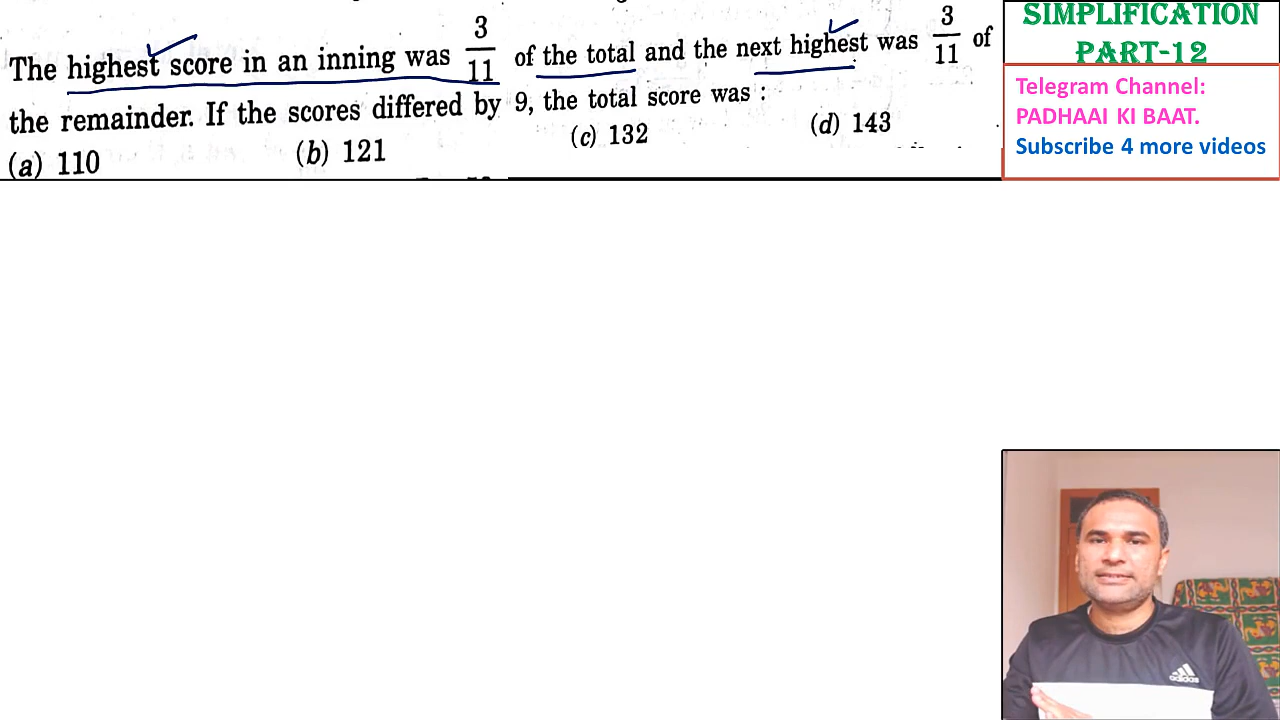 The highest score in an inning was 3/11 of the total and the next highest was 3/11 of
the remainder. If the scores differed by 9, the total score was :
(a) 110 (b) 121 (c) 132 (d) 143
SIMPLIFICATION
PART-12
Telegram Channel:
PADHAAI KI BAAT.
Subscribe 4 more videos
adidas